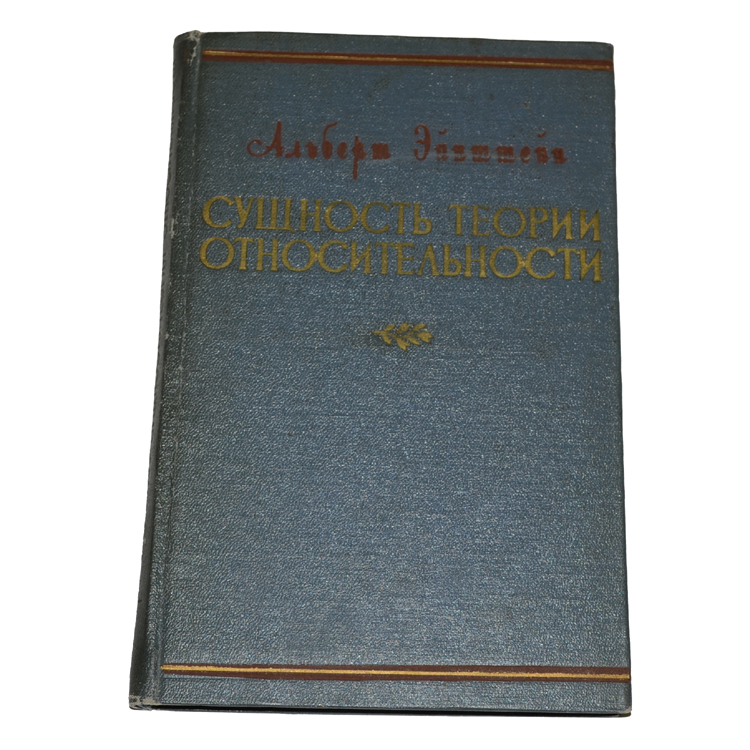 Альберт Эйнштейн
СУЩНОСТЬ ТЕОРИИ
ОТНОСИТЕЛЬНОСТИ